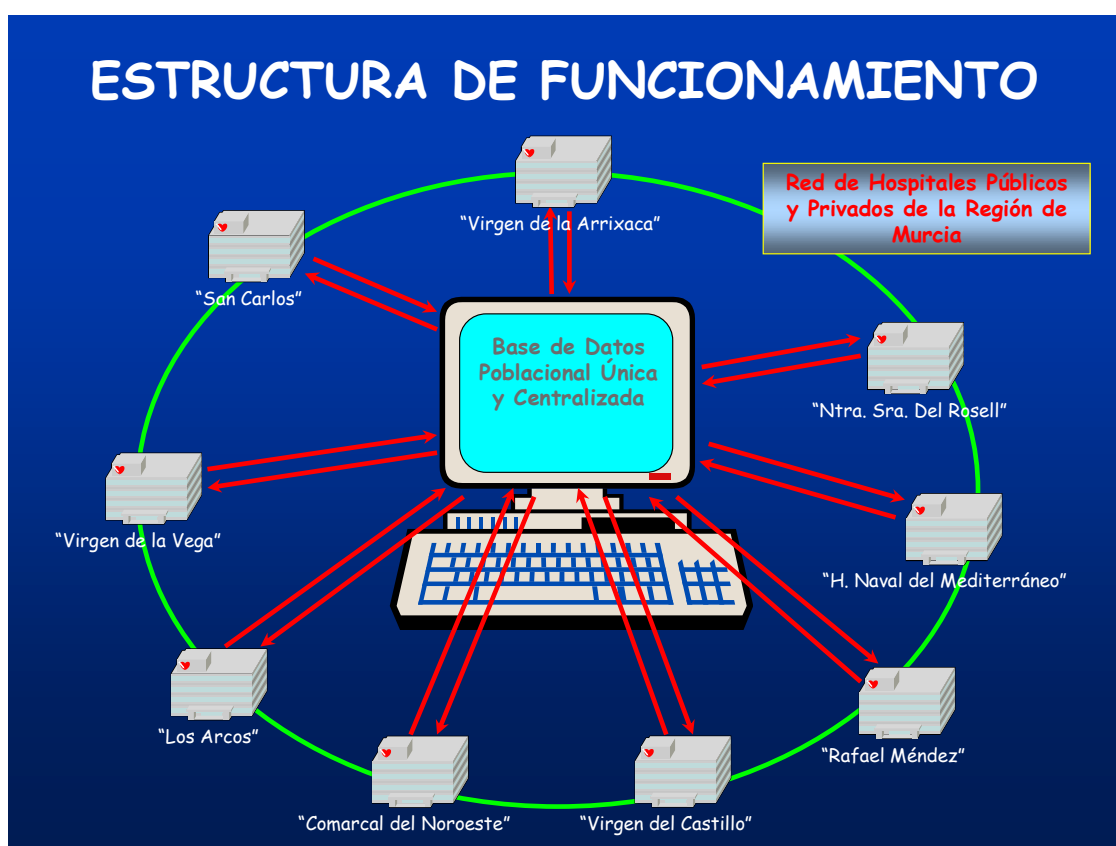 ESTRUCTURA DE FUNCIONAMIENTO
Red de Hospitales Públicos
y Privados de la Región de
Murcia
“Virgen de la Arrixaca”
“San Carlos”
Base de Datos
Poblacional Única
y Centralizada
“Ntra. Sra. Del Rosell”
“Virgen de la Vega”
“H. Naval del Mediterráneo”
“Los Arcos”
“Rafael Méndez”
“Comarcal del Noroeste”
“Virgen del Castillo”